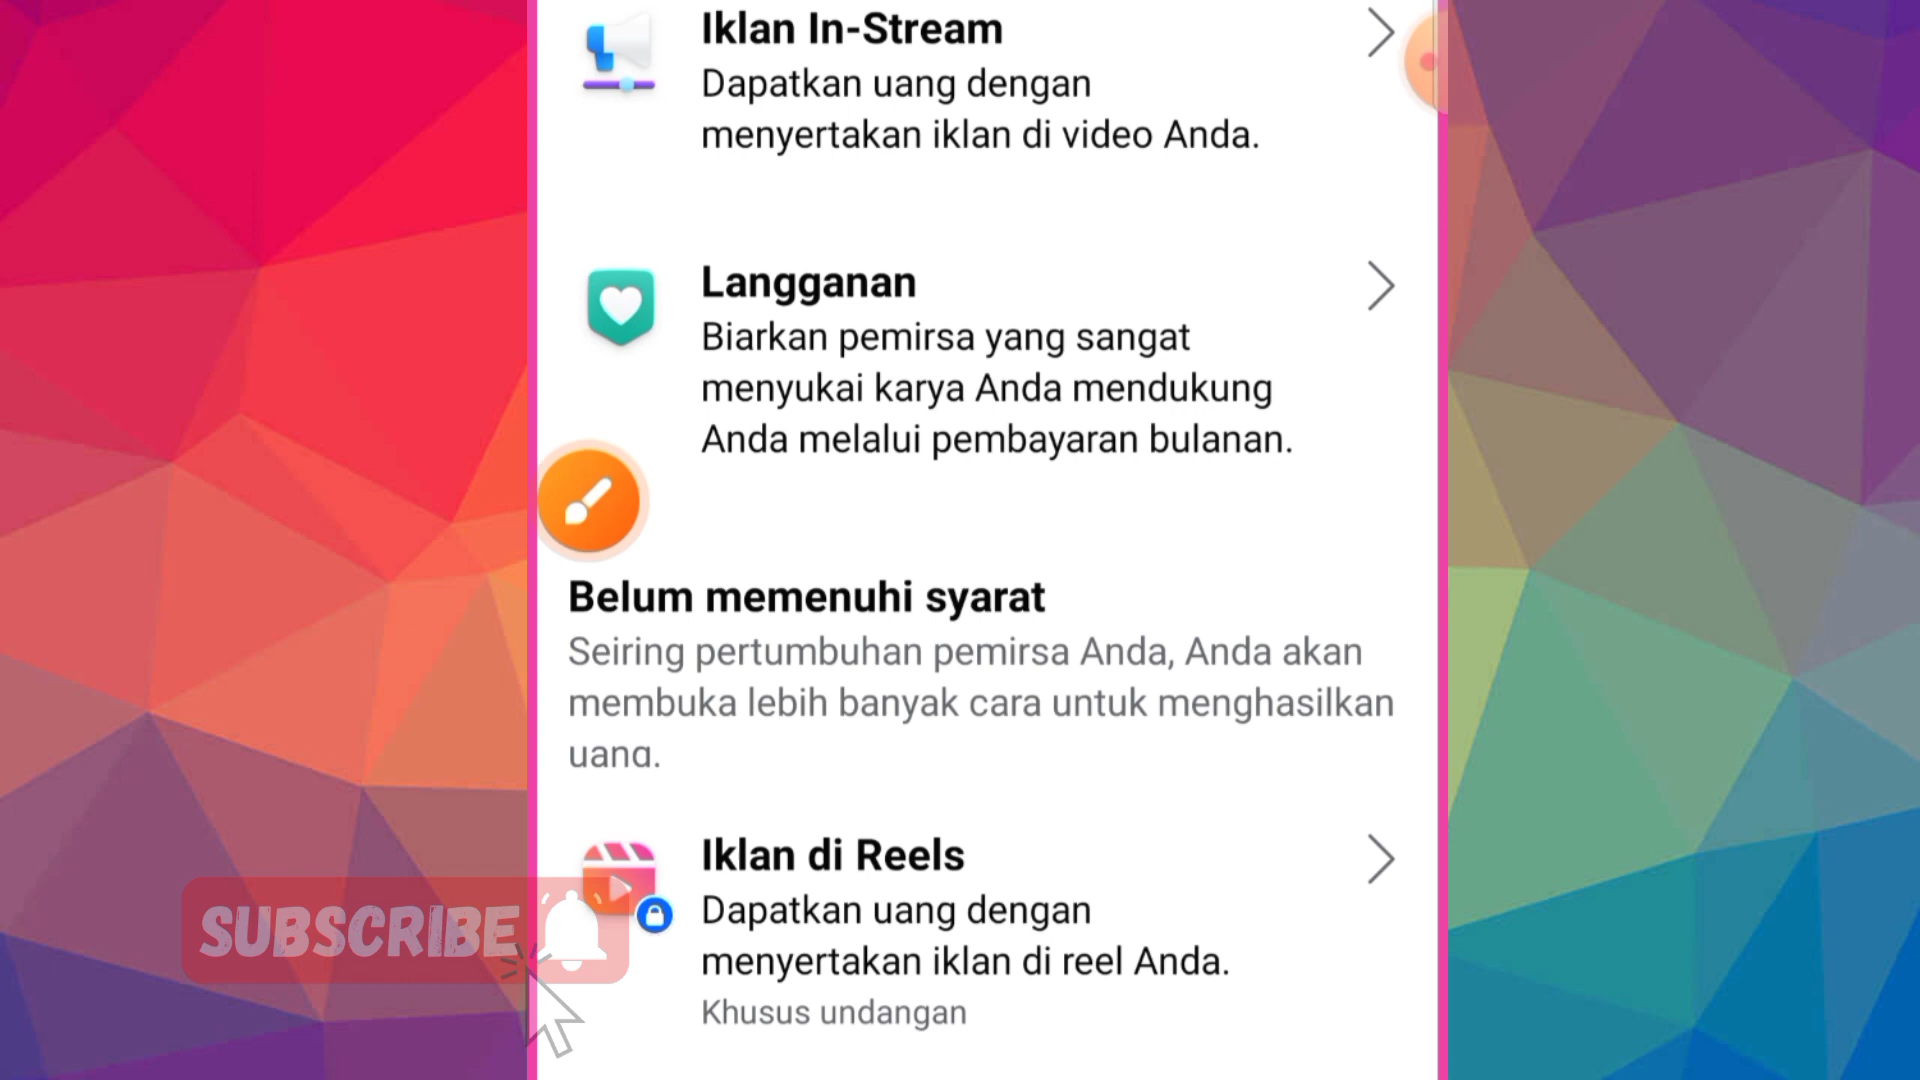 Iklan In-Stream
Dapatkan uang dengan
menyertakan iklan di video Anda.
Langganan
Biarkan pemirsa yang sangat
menyukai karya Anda mendukung
Anda melalui pembayaran bulanan.
Belum memenuhi syarat
Seiring pertumbuhan pemirsa Anda, Anda akan
membuka lebih banyak cara untuk menghasilkan
uang.
Iklan di Reels
Dapatkan uang dengan
menyertakan iklan di reel Anda.
Khusus undangan
SUBSCRIBE